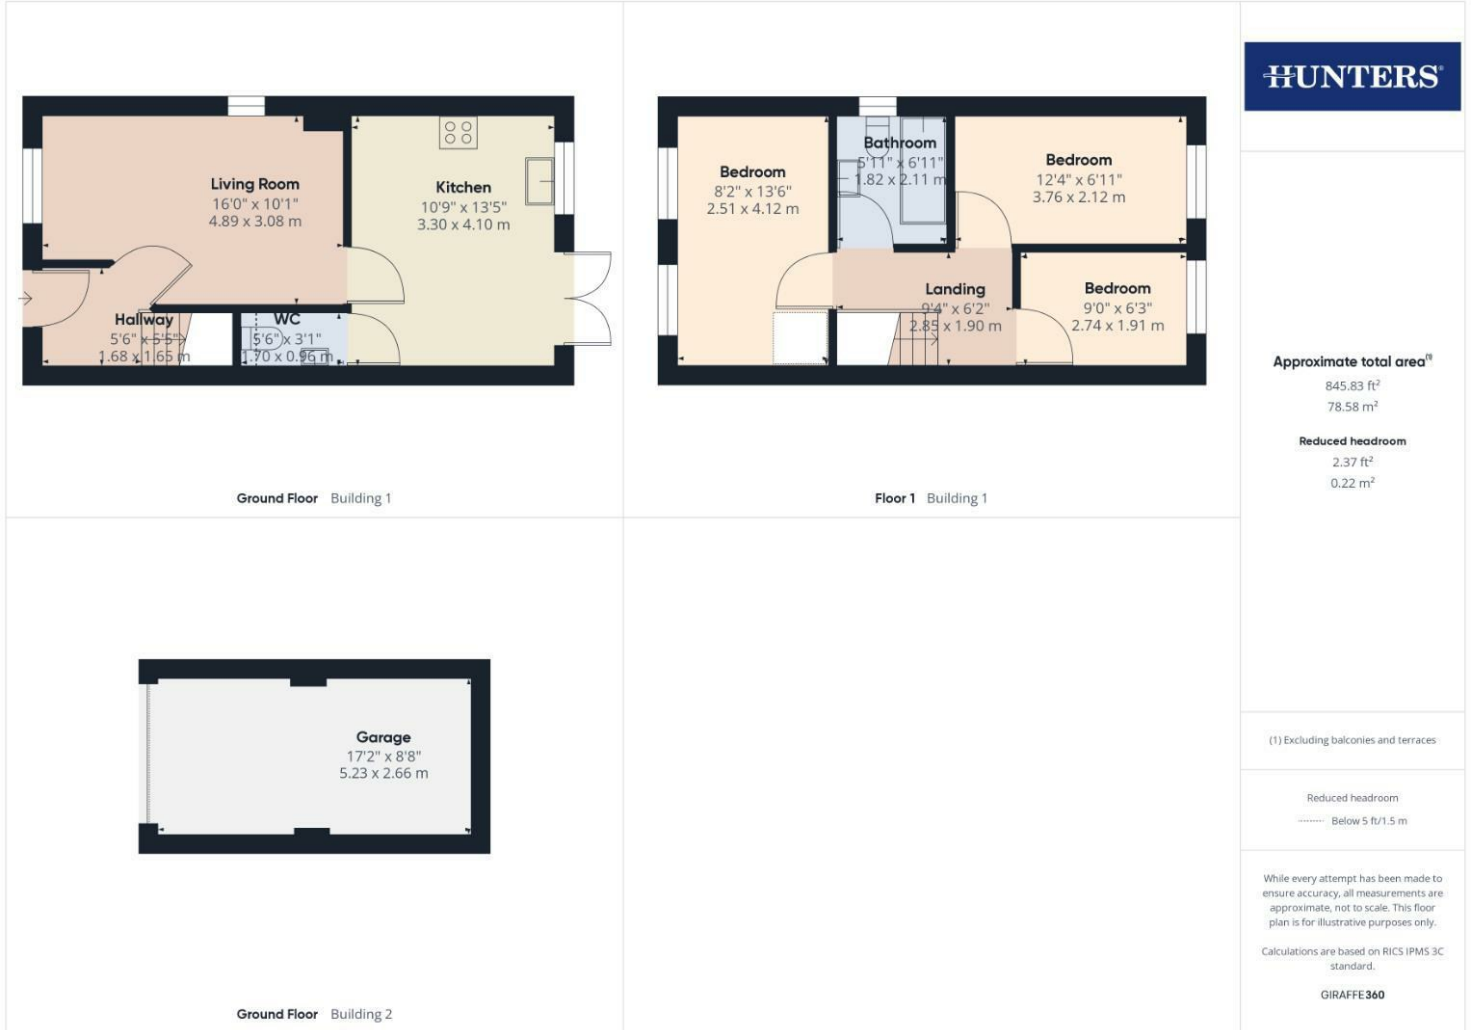 Living Room
16'0" x 10'1"
4.89 x 3.08 m
Kitchen
10'9" x 13'5"
3.30 x 4.10 m
Hallway
5'6" x 5'5"
1.68 x 1.65 m
WC
5'6" x 3'1"
1.70 x 0.96 m
Ground Floor Building 1
Bedroom
8'2" x 13'6"
2.51 x 4.12 m
Bathroom
5'11" x 6'11"
1.82 x 2.11 m
Bedroom
12'4" x 6'11"
3.76 x 2.12 m
Landing
9'4" x 6'2"
2.85 x 1.90 m
Bedroom
9'0" x 6'3"
2.74 x 1.91 m
Floor 1 Building 1
Garage
17'2" x 8'8"
5.23 x 2.66 m
Ground Floor Building 2
HUNTERS®
Approximate total area(1)
845.83 ft²
78.58 m²
Reduced headroom
2.37 ft²
0.22 m²
(1) Excluding balconies and terraces
Reduced headroom
Below 5 ft/1.5 m
While every attempt has been made to
ensure accuracy, all measurements are
approximate, not to scale. This floor
plan is for illustrative purposes only.
Calculations are based on RICS IPMS 3C
standard.
GIRAFFE360